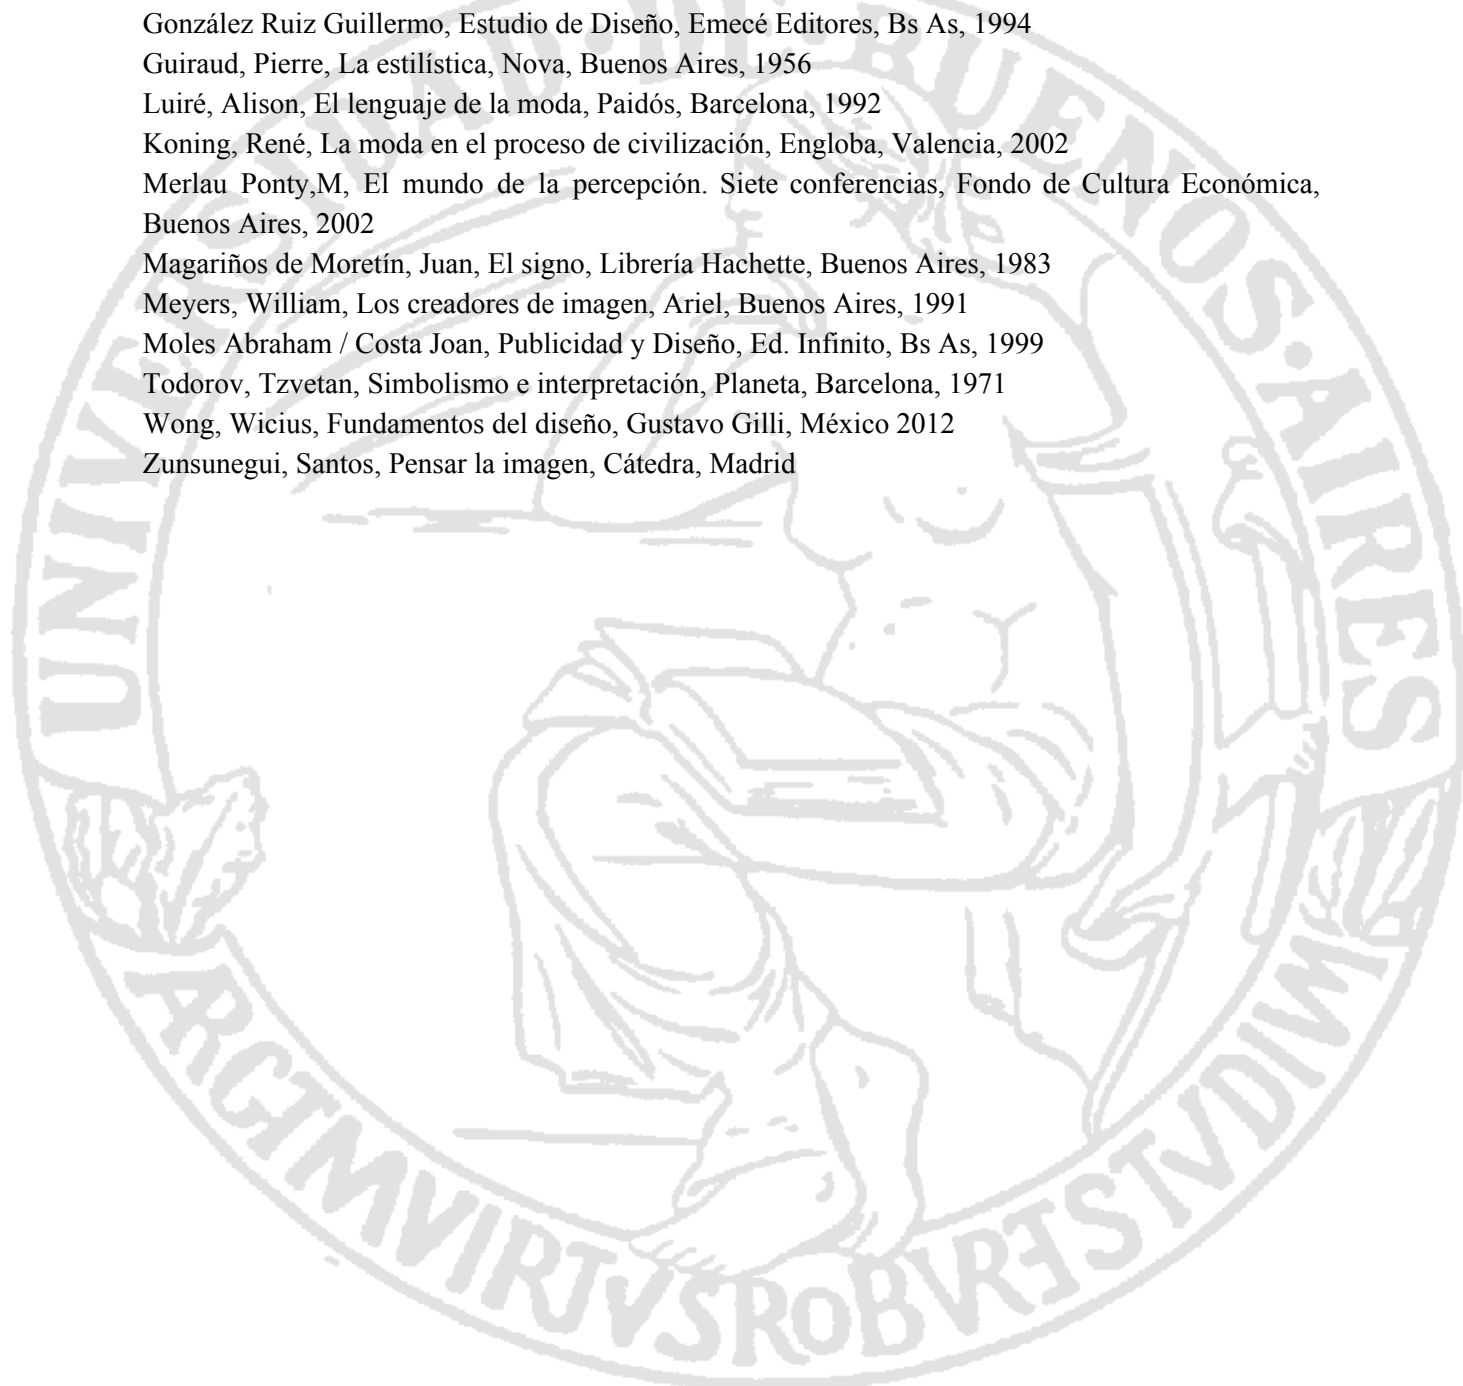 González Ruiz Guillermo, Estudio de Diseño, Emecé Editores, Bs As, 1994
Guiraud, Pierre, La estilística, Nova, Buenos Aires, 1956
Luiré, Alison, El lenguaje de la moda, Paidós, Barcelona, 1992
Koning, René, La moda en el proceso de civilización, Engloba, Valencia, 2002
Merlau Ponty,M, El mundo de la percepción. Siete conferencias, Fondo de Cultura Económica,
Buenos Aires, 2002
Magariños de Moretín, Juan, El signo, Librería Hachette, Buenos Aires, 1983
Meyers, William, Los creadores de imagen, Ariel, Buenos Aires, 1991
Moles Abraham / Costa Joan, Publicidad y Diseño, Ed. Infinito, Bs As, 1999
Todorov, Tzvetan, Simbolismo e interpretación, Planeta, Barcelona, 1971
Wong, Wicius, Fundamentos del diseño, Gustavo Gilli, México 2012
Zunsunegui, Santos, Pensar la imagen, Cátedra, Madrid
UNIVERSIDAD·DE·BUENOS·AIRES
ARGTMVIRTVSROBVRESTVDIVM